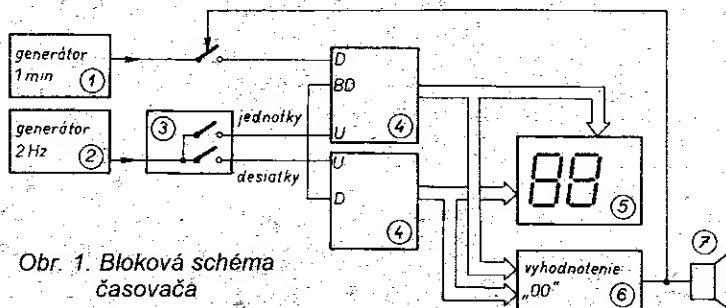 generátor
1 min
1
generátor
2 Hz
2
3
jednotky
desiatky
D
BD
U
4
U
D
4
88
5
vyhodnotenie
„00"
6
7
Obr. 1. Bloková schéma
časovača